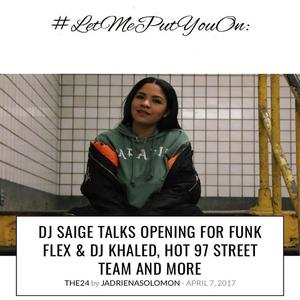 #LetMePutYouOn:
DJ SAIGE TALKS OPENING FOR FUNK
FLEX & DJ KHALED, HOT 97 STREET
TEAM AND MORE
THE24 by JADRIENASOLOMON - APRIL 7, 2017